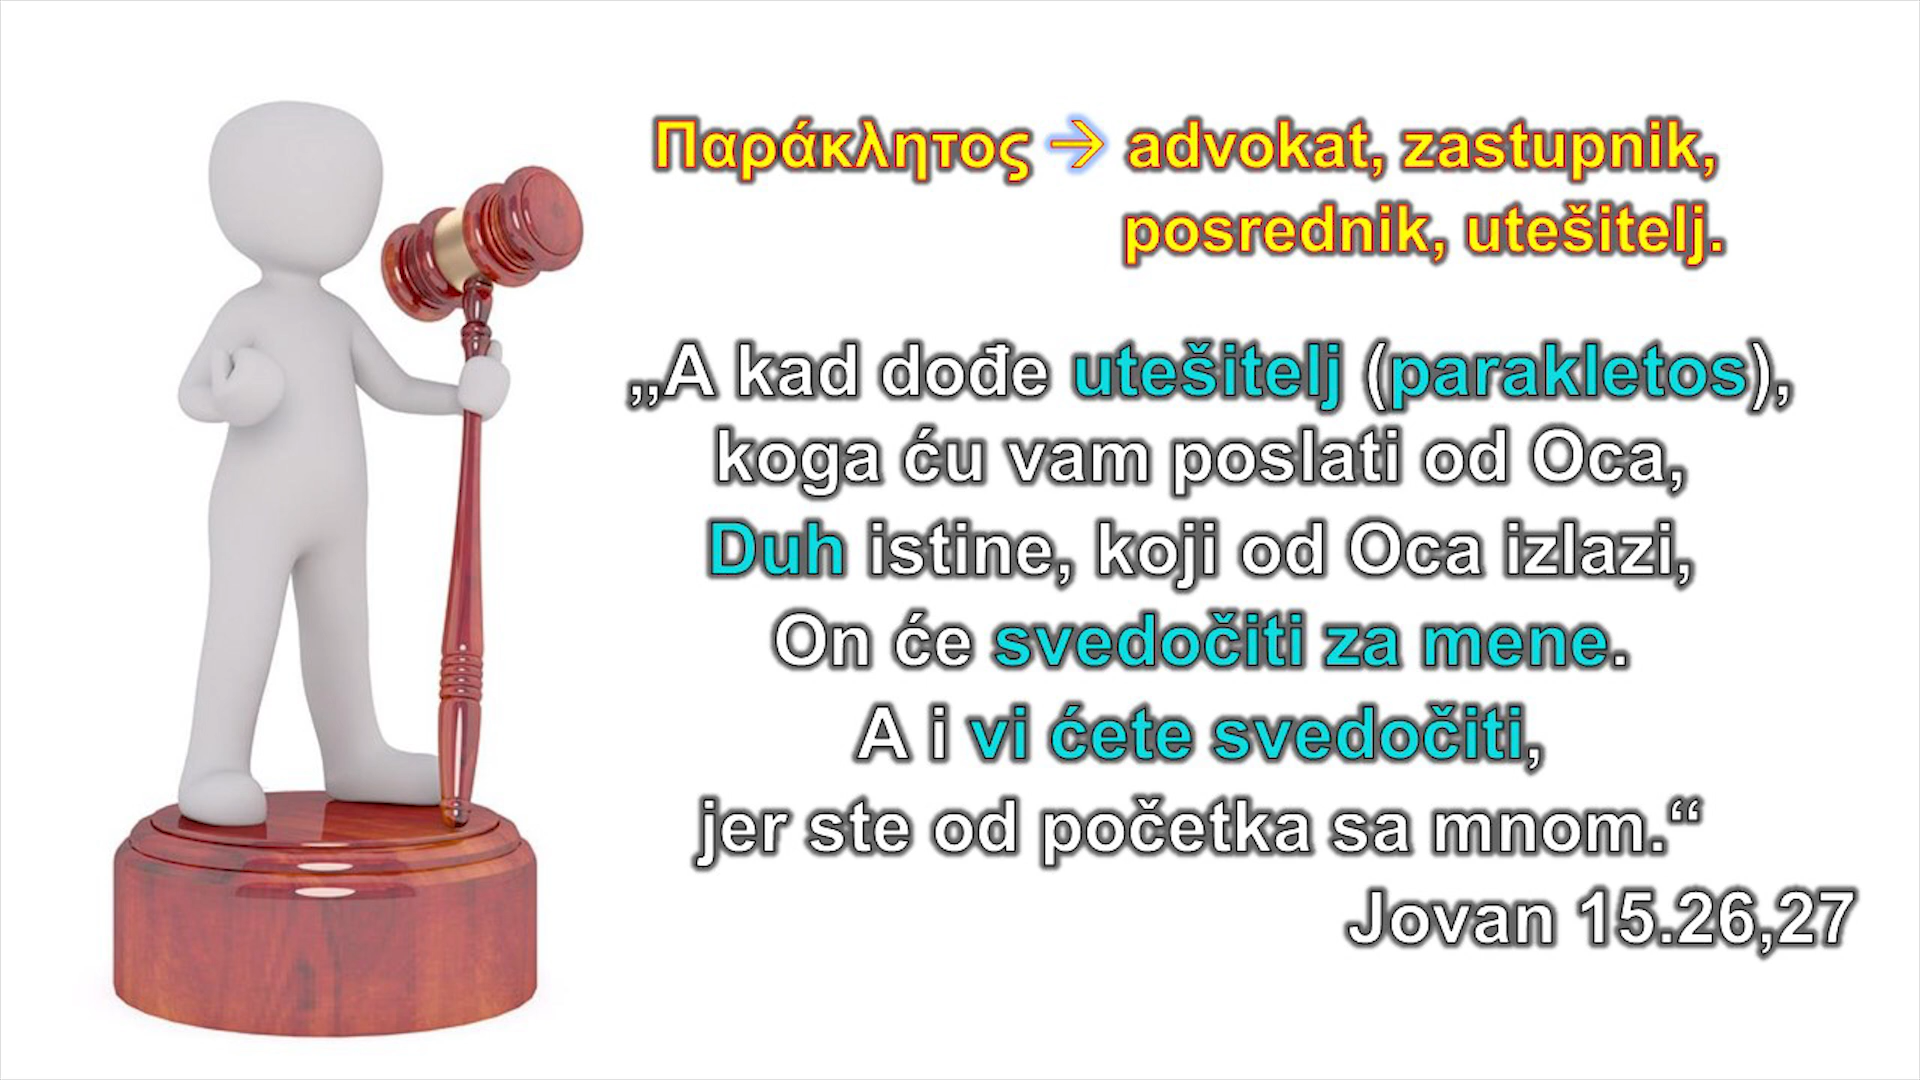 Παράκλητος → advokat, zastupnik,
posrednik, utešitelj.
„A kad dođe utešitelj (parakletos),
koga ću vam poslati od Oca,
Duh istine, koji od Oca izlazi,
On će svedočiti za mene.
A i vi ćete svedočiti,
jer ste od početka sa mnom.“
Jovan 15.26,27